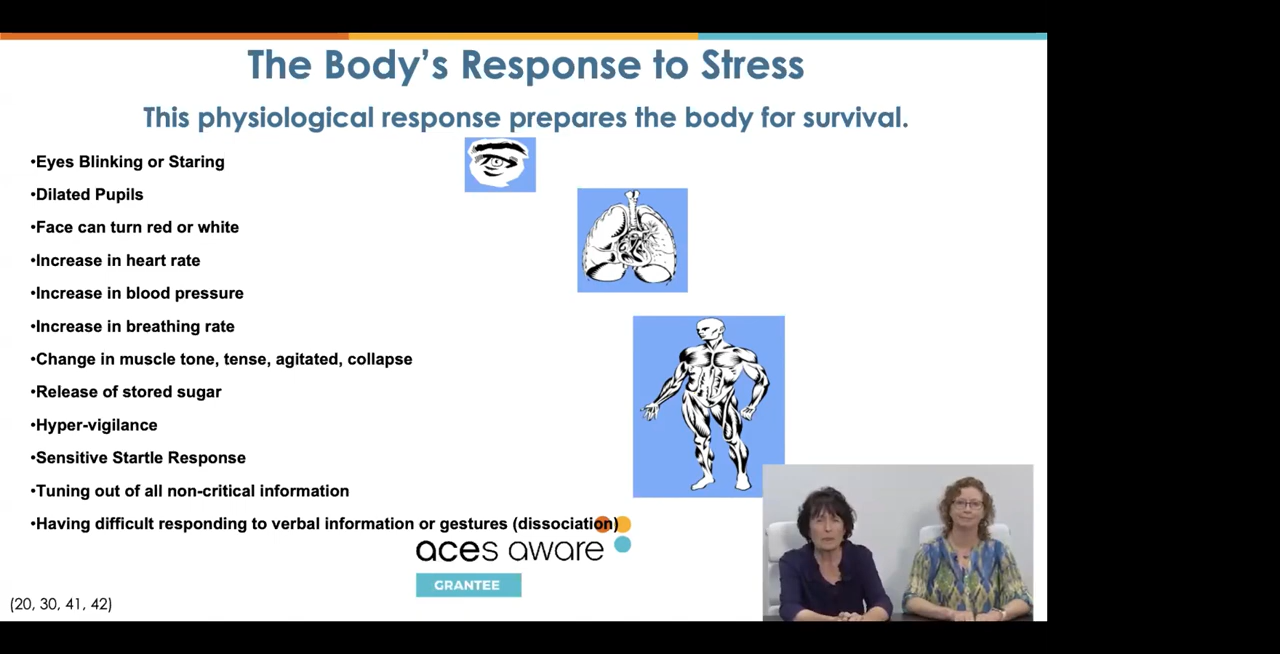 The Body's Response to Stress
This physiological response prepares the body for survival.
•Eyes Blinking or Staring
•Dilated Pupils
•Face can turn red or white
•Increase in heart rate
•Increase in blood pressure
•Increase in breathing rate
•Change in muscle tone, tense, agitated, collapse
•Release of stored sugar
•Hyper-vigilance
•Sensitive Startle Response
•Tuning out of all non-critical information
•Having difficult responding to verbal information or gestures (dissociation)
aces aware
GRANTEE
(20, 30, 41, 42)